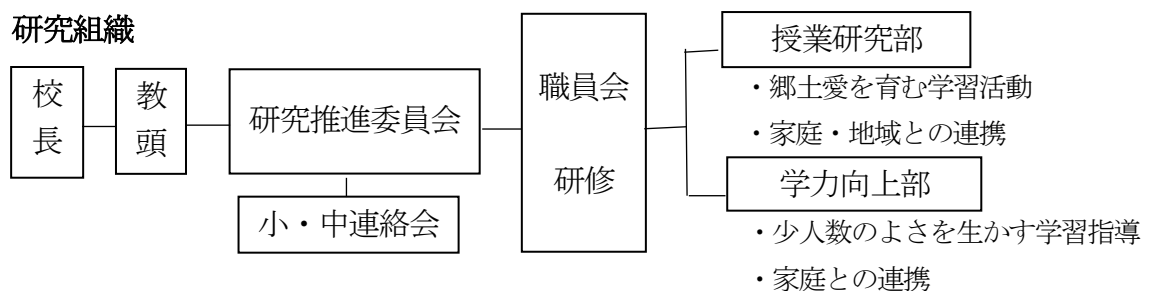 研究組織
校長
教頭
研究推進委員会
小・中連絡会
職員会
研修
授業研究部
・郷土愛を育む学習活動
・家庭・地域との連携
学力向上部
・少人数のよさを生かす学習指導
・家庭との連携